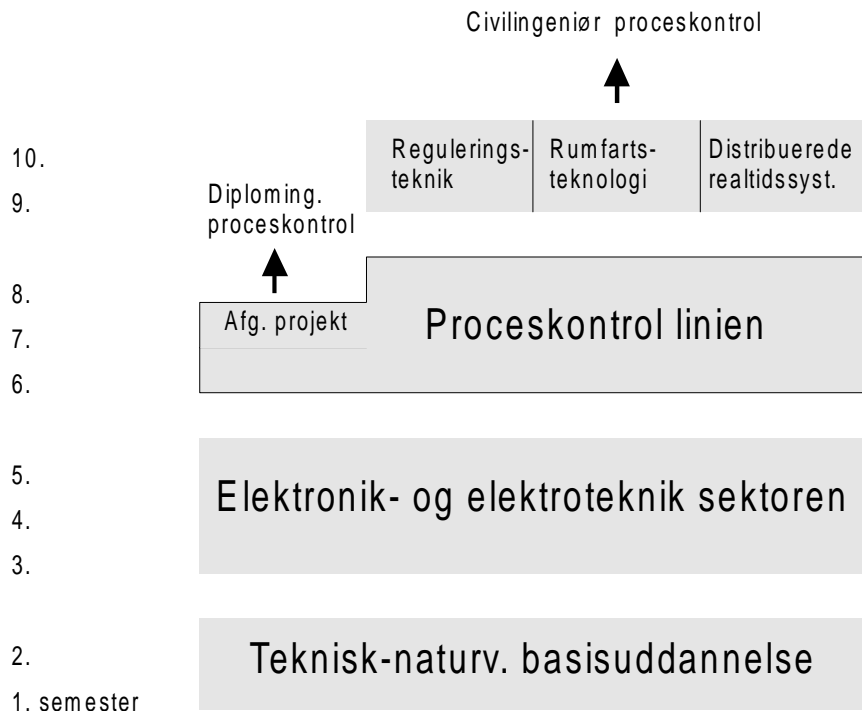 Civilingeniør proceskontrol
10.
Regulerings-
teknik
Rumfarts-
teknologi
Distribuerede
realtidssyst.
9.
Diploming.
proceskontrol
8.
Afg. projekt
Proceskontrol linien
7.
6.
5.
Elektronik- og elektroteknik sektoren
4.
3.
2.
Teknisk-naturv. basisuddannelse
1. semester